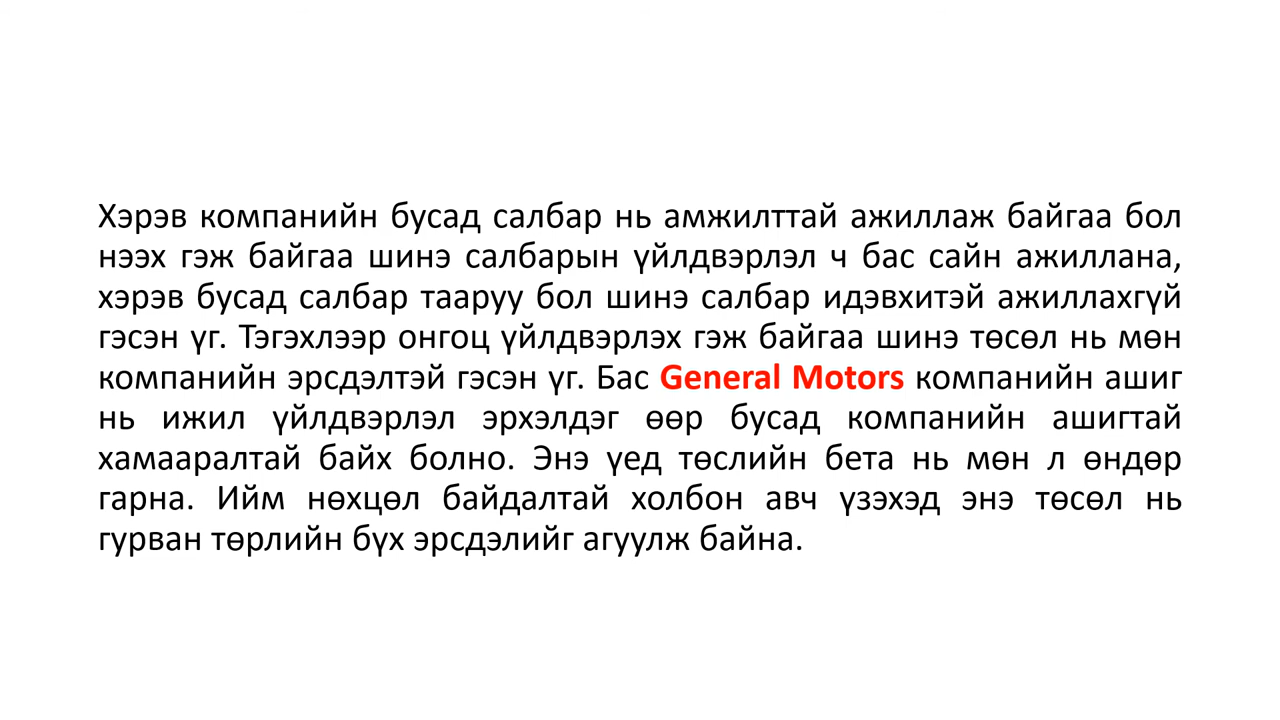 Хэрэв компанийн бусад салбар нь амжилттай ажиллаж байгаа бол
нээх гэж байгаа шинэ салбарын үйлдвэрлэл ч бас сайн ажиллана,
хэрэв бусад салбар тааруу бол шинэ салбар идэвхитэй ажиллахгүй
гэсэн үг. Тэгэхлээр онгоц үйлдвэрлэх гэж байгаа шинэ төсөл нь мөн
компанийн эрсдэлтэй гэсэн үг. Бас General Motors компанийн ашиг
нь ижил үйлдвэрлэл эрхэлдэг өөр бусад компанийн ашигтай
хамааралтай байх болно. Энэ үед төслийн бета нь мөн л өндөр
гарна. Ийм нөхцөл байдалтай холбон авч үзэхэд энэ төсөл нь
гурван төрлийн бүх эрсдэлийг агуулж байна.